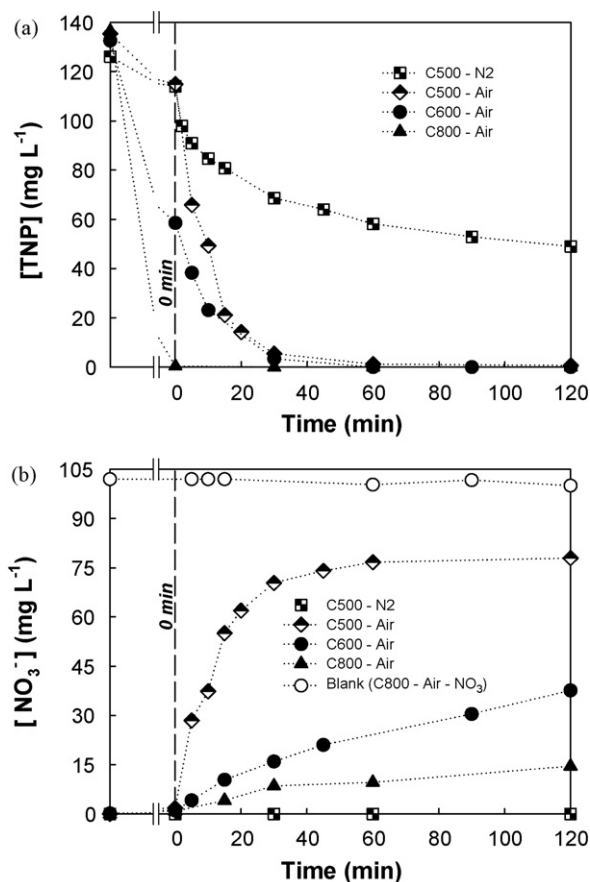 (a)
140
120
100
80
60
40
20
0
[TNP] (mg L⁻¹)
C500 - N2
C500 - Air
C600 - Air
C800 - Air
0 min
0 20 40 60 80 100 120
Time (min)
(b)
105
90
75
60
45
30
15
0
[NO₃⁻] (mg L⁻¹)
0 min
C500 - N2
C500 - Air
C600 - Air
C800 - Air
Blank (C800 - Air - NO₃)
0 20 40 60 80 100 120
Time (min)